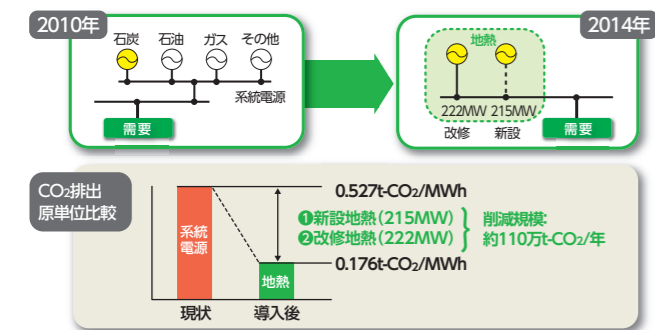 2010年
石炭 石油 ガス その他
系統電源
需要
2014年
地熱
222MW 215MW
改修 新設
需要
CO2排出
原単位比較
0.527t-CO2/MWh
❶新設地熱(215MW)
❷改修地熱(222MW)
削減規模:
約110万t-CO2/年
0.176t-CO2/MWh
系統
電源
地熱
現状 導入後